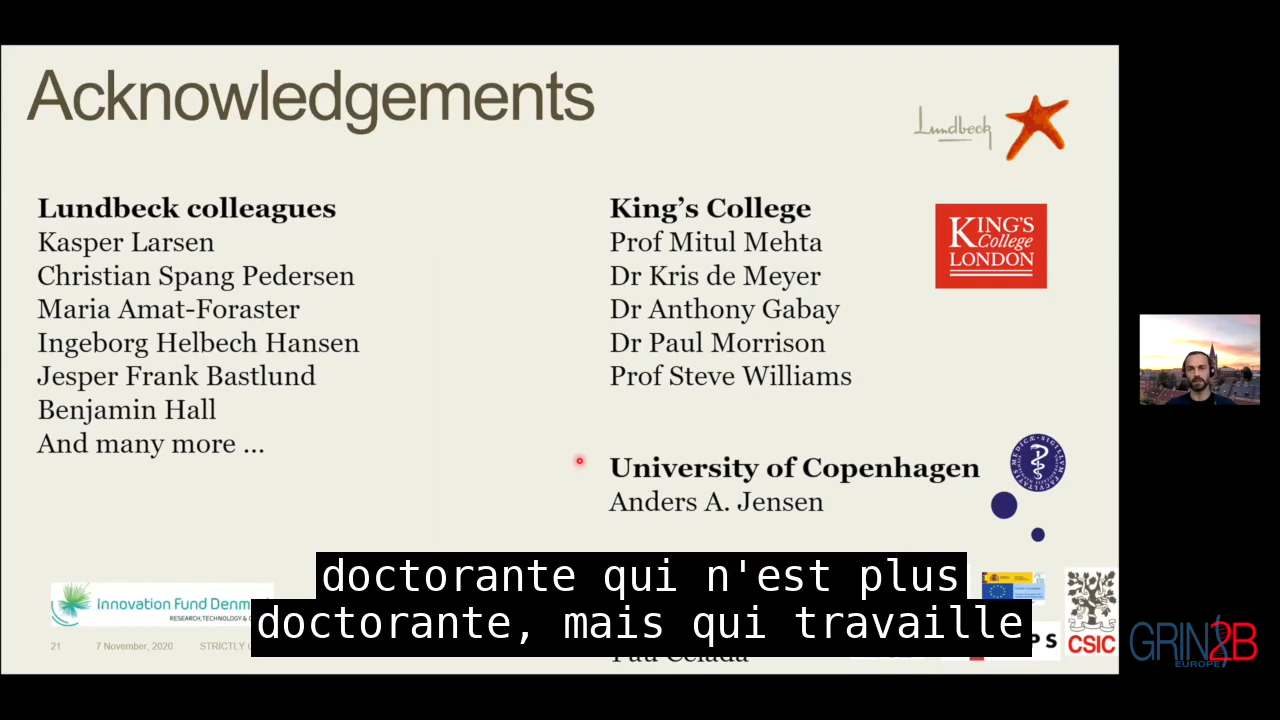 Acknowledgements
Lundbeck
Lundbeck colleagues
Kasper Larsen
Christian Spang Pedersen
Maria Amat-Foraster
Ingeborg Helbech Hansen
Jesper Frank Bastlund
Benjamin Hall
And many more ...
King's College
Prof Mitul Mehta
Dr Kris de Meyer
Dr Anthony Gabay
Dr Paul Morrison
Prof Steve Williams
KING'S
College
LONDON
University of Copenhagen
Anders A. Jensen
doctorante qui n'est plus
doctorante, mais qui travaille
Innovation Fund
RESEARCH, TECHNOLOGY &
21 7 November, 2020 STRICTLY
Pau Celada
CSIC
GRIN2B
EUROPE